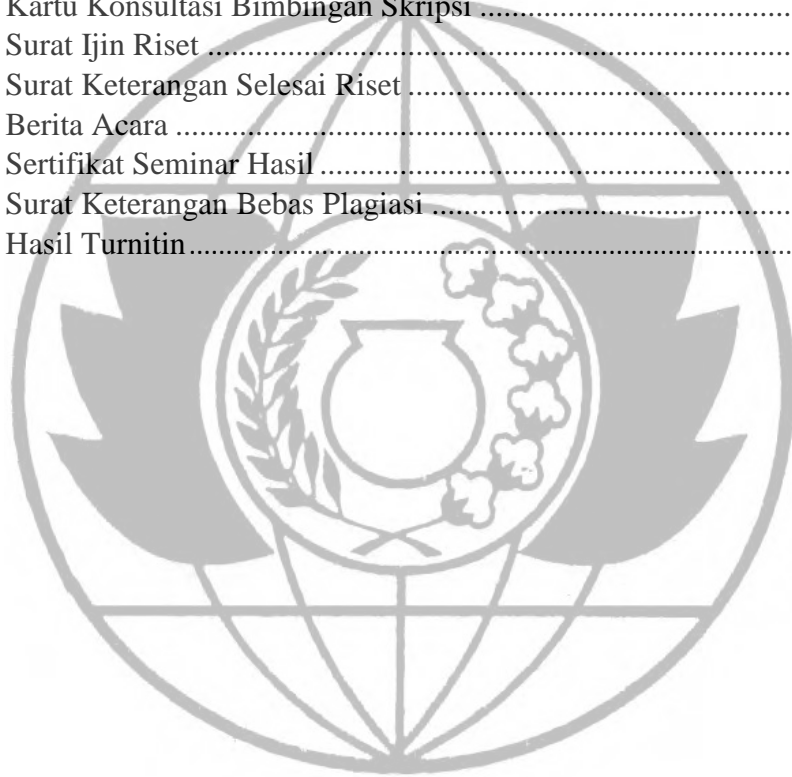 Kartu Konsultasi Bimbingan Skripsi ........................................
Surat Ijin Riset ...........................................................................
Surat Keterangan Selesai Riset .................................................
Berita Acara ...............................................................................
Sertifikat Seminar Hasil ............................................................
Surat Keterangan Bebas Plagiasi ..............................................
Hasil Turnitin .............................................................................